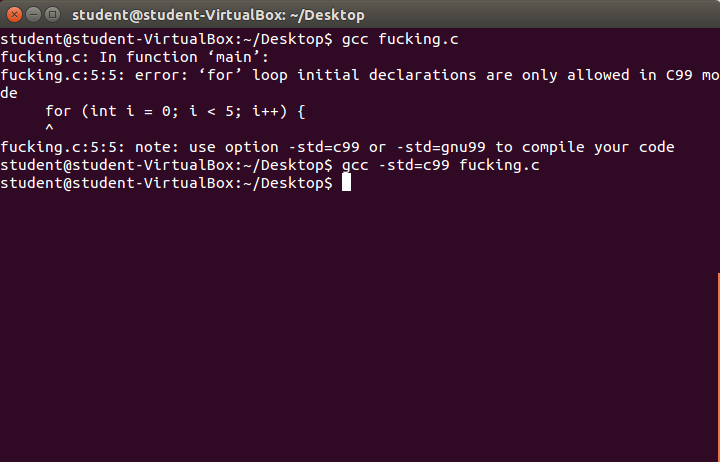 student@student-VirtualBox: ~/Desktop
student@student-VirtualBox:~/Desktop$ gcc fucking.c
fucking.c: In function ‘main’:
fucking.c:5:5: error: ‘for’ loop initial declarations are only allowed in C99 mo
de
     for (int i = 0; i < 5; i++) {
     ^
fucking.c:5:5: note: use option -std=c99 or -std=gnu99 to compile your code
student@student-VirtualBox:~/Desktop$ gcc -std=c99 fucking.c
student@student-VirtualBox:~/Desktop$